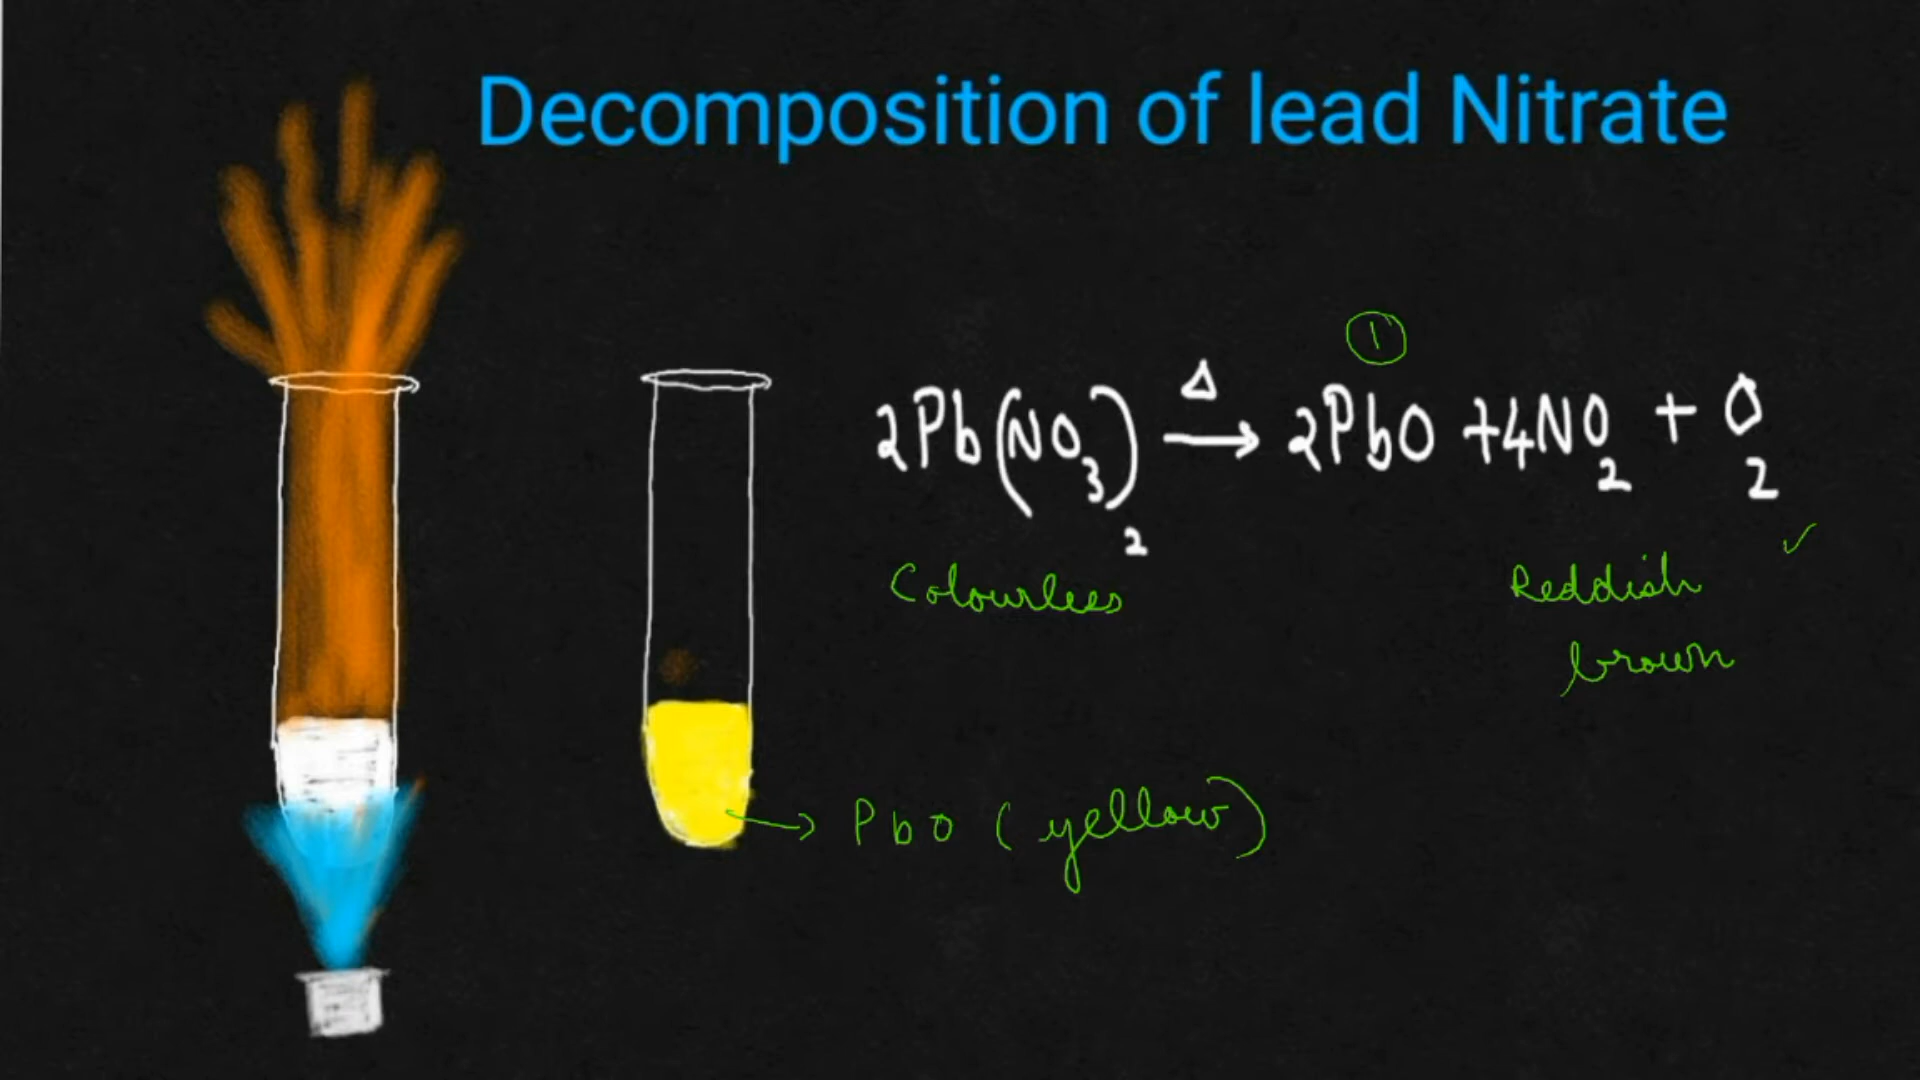 Decomposition of lead Nitrate
①
2Pb(NO₃)₂ →Δ 2PbO +4NO₂ + O₂
Colourless
Reddish
brown
PbO (yellow)